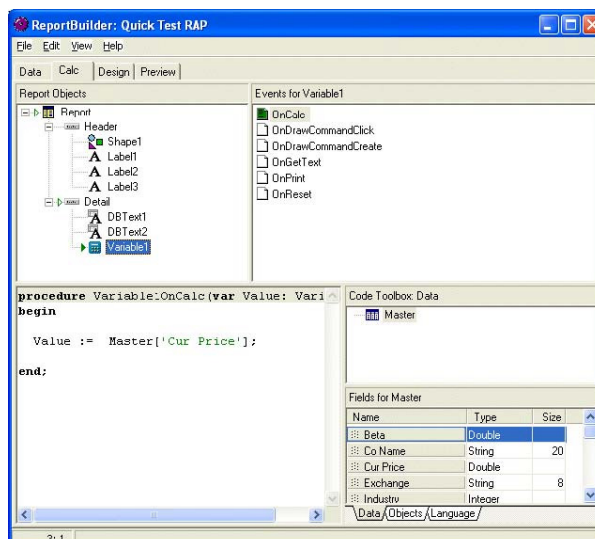 ReportBuilder: Quick Test RAP
File Edit View Help
Data Calc Design Preview
Report Objects
Report
Header
Shape1
Label1
Label2
Label3
Detail
DBText1
DBText2
Variable1
Events for Variable1
OnCalc
OnDrawCommandClick
OnDrawCommandCreate
OnGetText
OnPrint
OnReset
procedure Variable1OnCalc(var Value: Vari
begin
Value := Master['Cur Price'];
end;
Code Toolbox: Data
Master
Fields for Master
Name Type Size
Beta Double
Co Name String 20
Cur Price Double
Exchange String 8
Industry Integer
Data Objects Language
3: 1